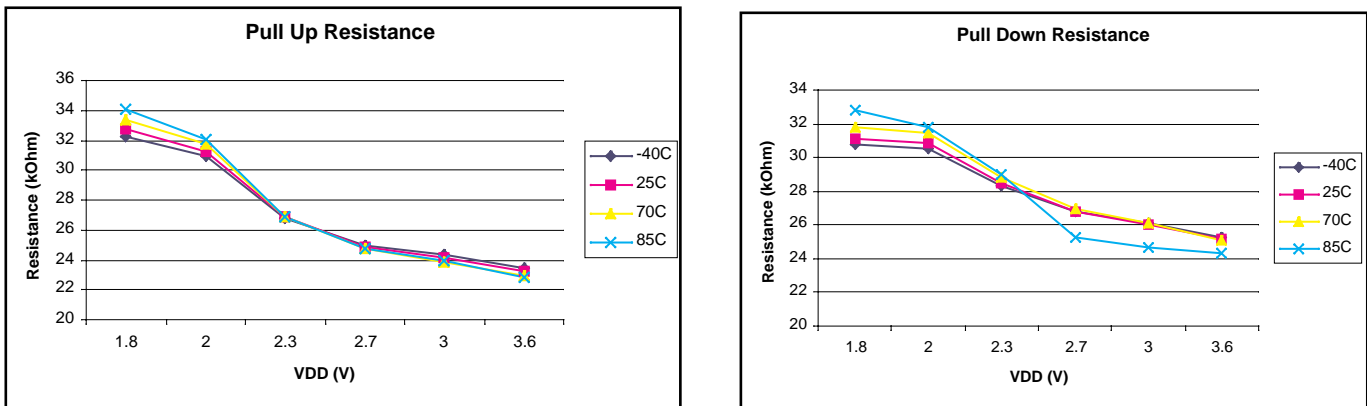 Pull Up Resistance
36
34
32
30
28
26
24
22
20
Resistance (kOhm)
1.8 2 2.3 2.7 3 3.6
VDD (V)
-40C
25C
70C
85C
Pull Down Resistance
34
32
30
28
26
24
22
20
Resistance (kOhm)
1.8 2 2.3 2.7 3 3.6
VDD (V)
-40C
25C
70C
85C